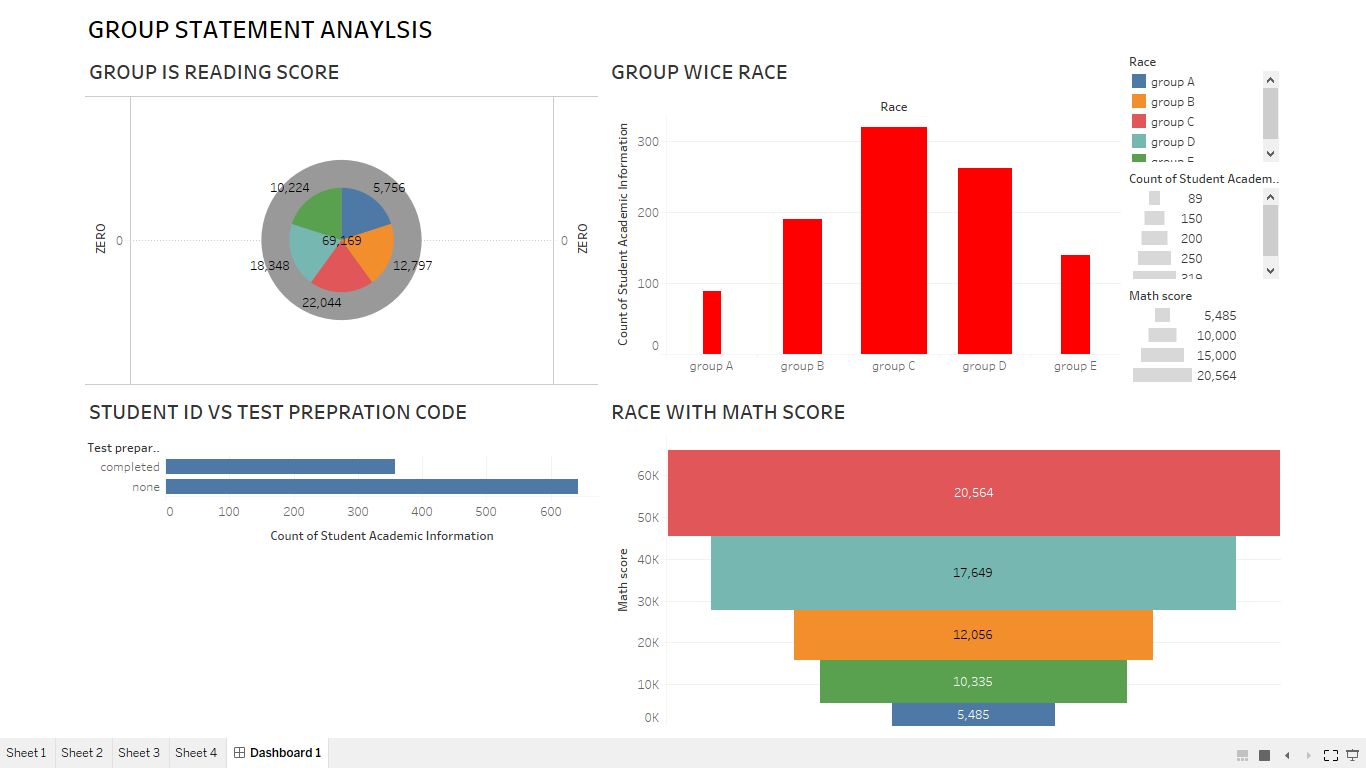 GROUP STATEMENT ANAYLSIS
GROUP IS READING SCORE
ZERO
0
10,224
5,756
69,169
18,348
12,797
22,044
0
ZERO
GROUP WICE RACE
Race
Count of Student Academic Information
300
200
100
0
group A
group B
group C
group D
group E
Race
group A
group B
group C
group D
group E
Count of Student Academ..
89
150
200
250
319
Math score
5,485
10,000
15,000
20,564
STUDENT ID VS TEST PREPRATION CODE
Test prepar..
completed
none
0 100 200 300 400 500 600
Count of Student Academic Information
RACE WITH MATH SCORE
Math score
60K
50K
40K
30K
20K
10K
0K
20,564
17,649
12,056
10,335
5,485
Sheet 1 Sheet 2 Sheet 3 Sheet 4 Dashboard 1